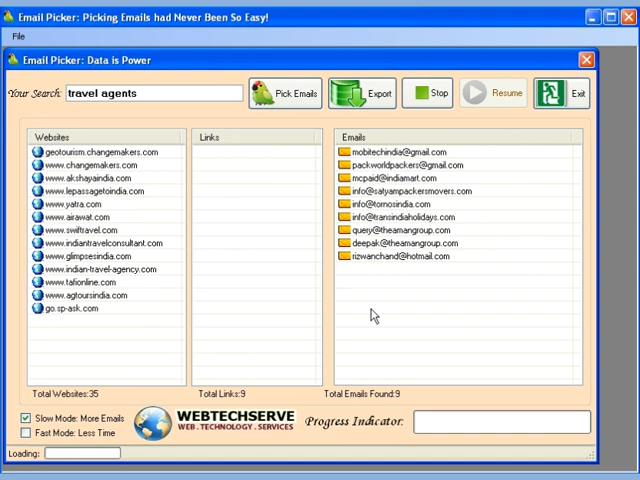 Email Picker: Picking Emails had Never Been So Easy!
File
Email Picker: Data is Power
Your Search: travel agents Pick Emails Export Stop Resume Exit
Websites Links Emails
geotourism.changemakers.com
www.changemakers.com
www.akshayaindia.com
www.lepassagetoindia.com
www.yatra.com
www.airawat.com
www.swiftravel.com
www.indiantravelconsultant.com
www.glimpsesindia.com
www.indian-travel-agency.com
www.tafionline.com
www.agtoursindia.com
go.sp-ask.com
mobitechindia@gmail.com
packworldpackers@gmail.com
mcpaid@indiamart.com
info@satyampackersmovers.com
info@tornosindia.com
info@transindiaholidays.com
query@theamangroup.com
deepak@theamangroup.com
rizwanchand@hotmail.com
Total Websites:35 Total Links:9 Total Emails Found:9
Slow Mode: More Emails
Fast Mode: Less Time
WEBTECHSERVE
WEB . TECHNOLOGY . SERVICES
Progress Indicator:
Loading: